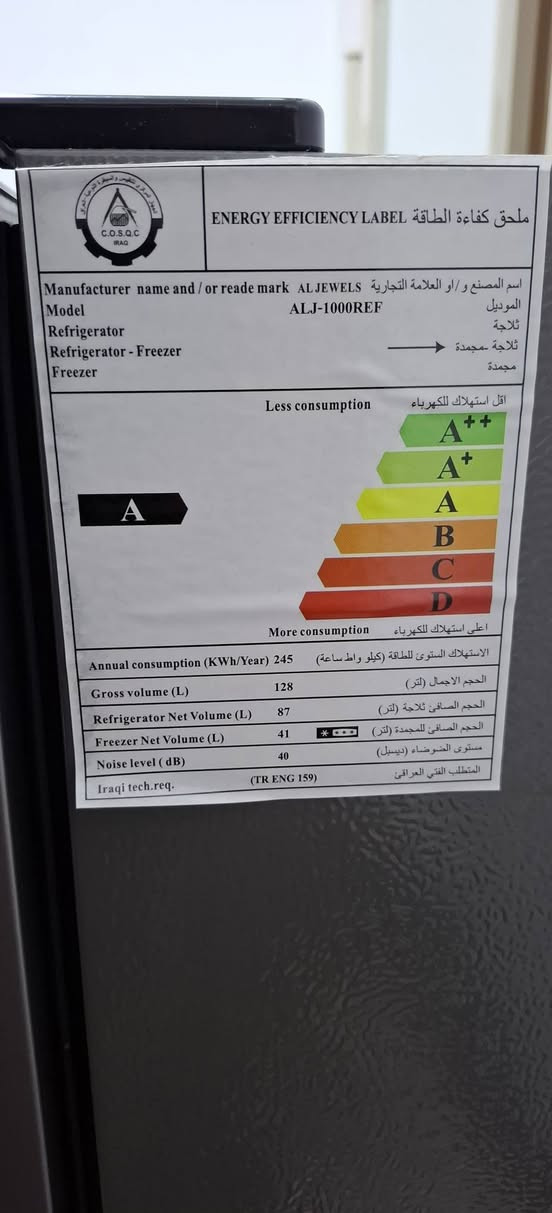 C.O.S.Q.C
IRAQ
ENERGY EFFICIENCY LABEL ملحق كفاءة الطاقة
Manufacturer name and / or reade mark AL JEWELS اسم المصنع و/او العلامة التجارية
Model ALJ-1000REF الموديل
Refrigerator ثلاجة
Refrigerator - Freezer ثلاجة -مجمدة
Freezer مجمدة
Less consumption اقل استهلاك للكهرباء
A++
A+
A A
B
C
D
More consumption اعلى استهلاك للكهرباء
Annual consumption (KWh/Year) 245 الاستهلاك السنوي للطاقة (كيلو واط ساعة)
Gross volume (L) 128 الحجم الاجمال (لتر)
Refrigerator Net Volume (L) 87 الحجم الصافي ثلاجة (لتر)
Freezer Net Volume (L) 41 الحجم الصافي للمجمدة (لتر)
Noise level ( dB) 40 مستوى الضوضاء (ديسبل)
Iraqi tech.req. (TR ENG 159) المتطلب الفني العراقي